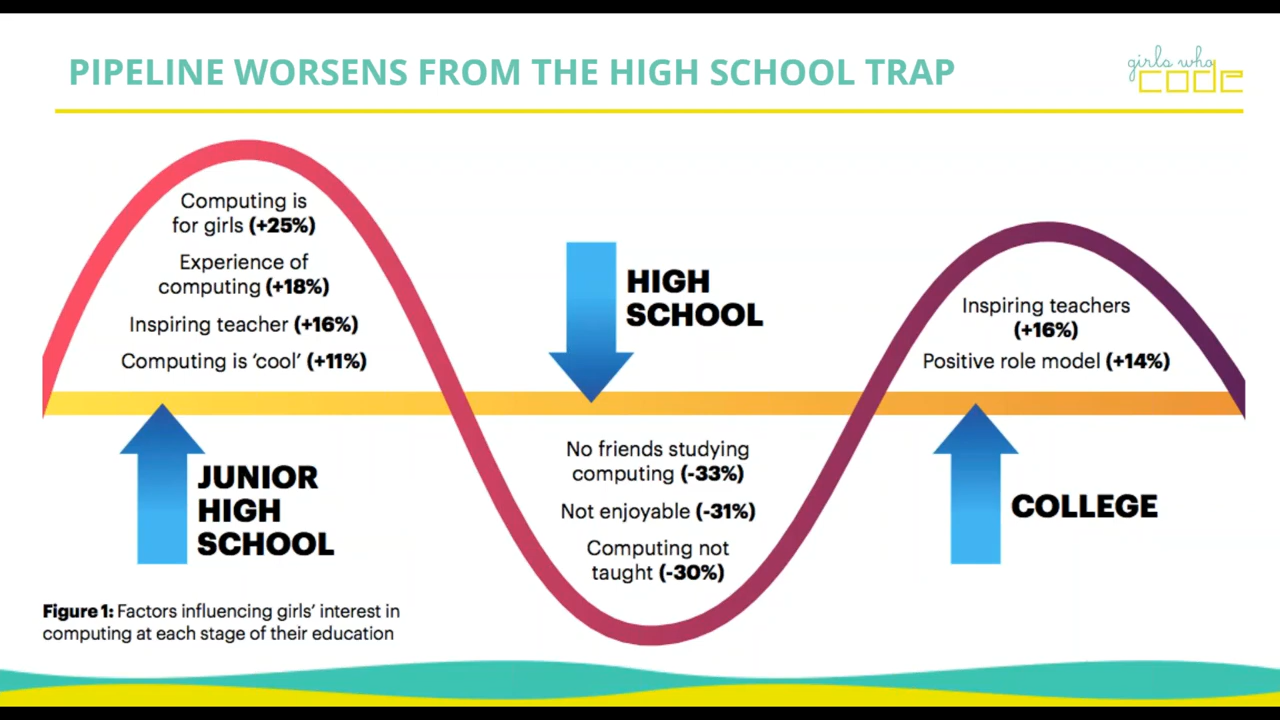 PIPELINE WORSENS FROM THE HIGH SCHOOL TRAP
girls who
code
Computing is
for girls (+25%)
Experience of
computing (+18%)
Inspiring teacher (+16%)
Computing is ‘cool’ (+11%)
JUNIOR
HIGH
SCHOOL
HIGH
SCHOOL
No friends studying
computing (-33%)
Not enjoyable (-31%)
Computing not
taught (-30%)
Inspiring teachers
(+16%)
Positive role model (+14%)
COLLEGE
Figure 1: Factors influencing girls’ interest in
computing at each stage of their education